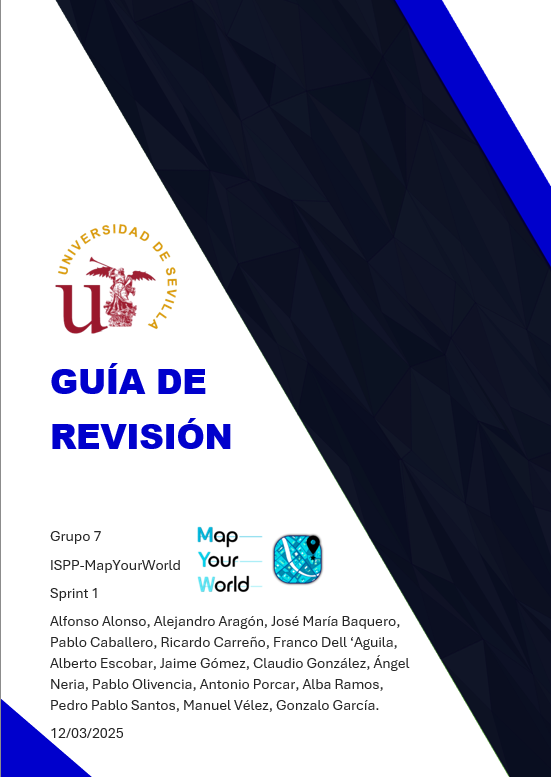 UNIVERSIDAD DE SEVILLA
u
GUÍA DE
REVISIÓN
Map
Your
World
Grupo 7
ISPP-MapYourWorld
Sprint 1
Alfonso Alonso, Alejandro Aragón, José María Baquero,
Pablo Caballero, Ricardo Carreño, Franco Dell ‘Aguila,
Alberto Escobar, Jaime Gómez, Claudio González, Ángel
Neria, Pablo Olivencia, Antonio Porcar, Alba Ramos,
Pedro Pablo Santos, Manuel Vélez, Gonzalo García.
12/03/2025